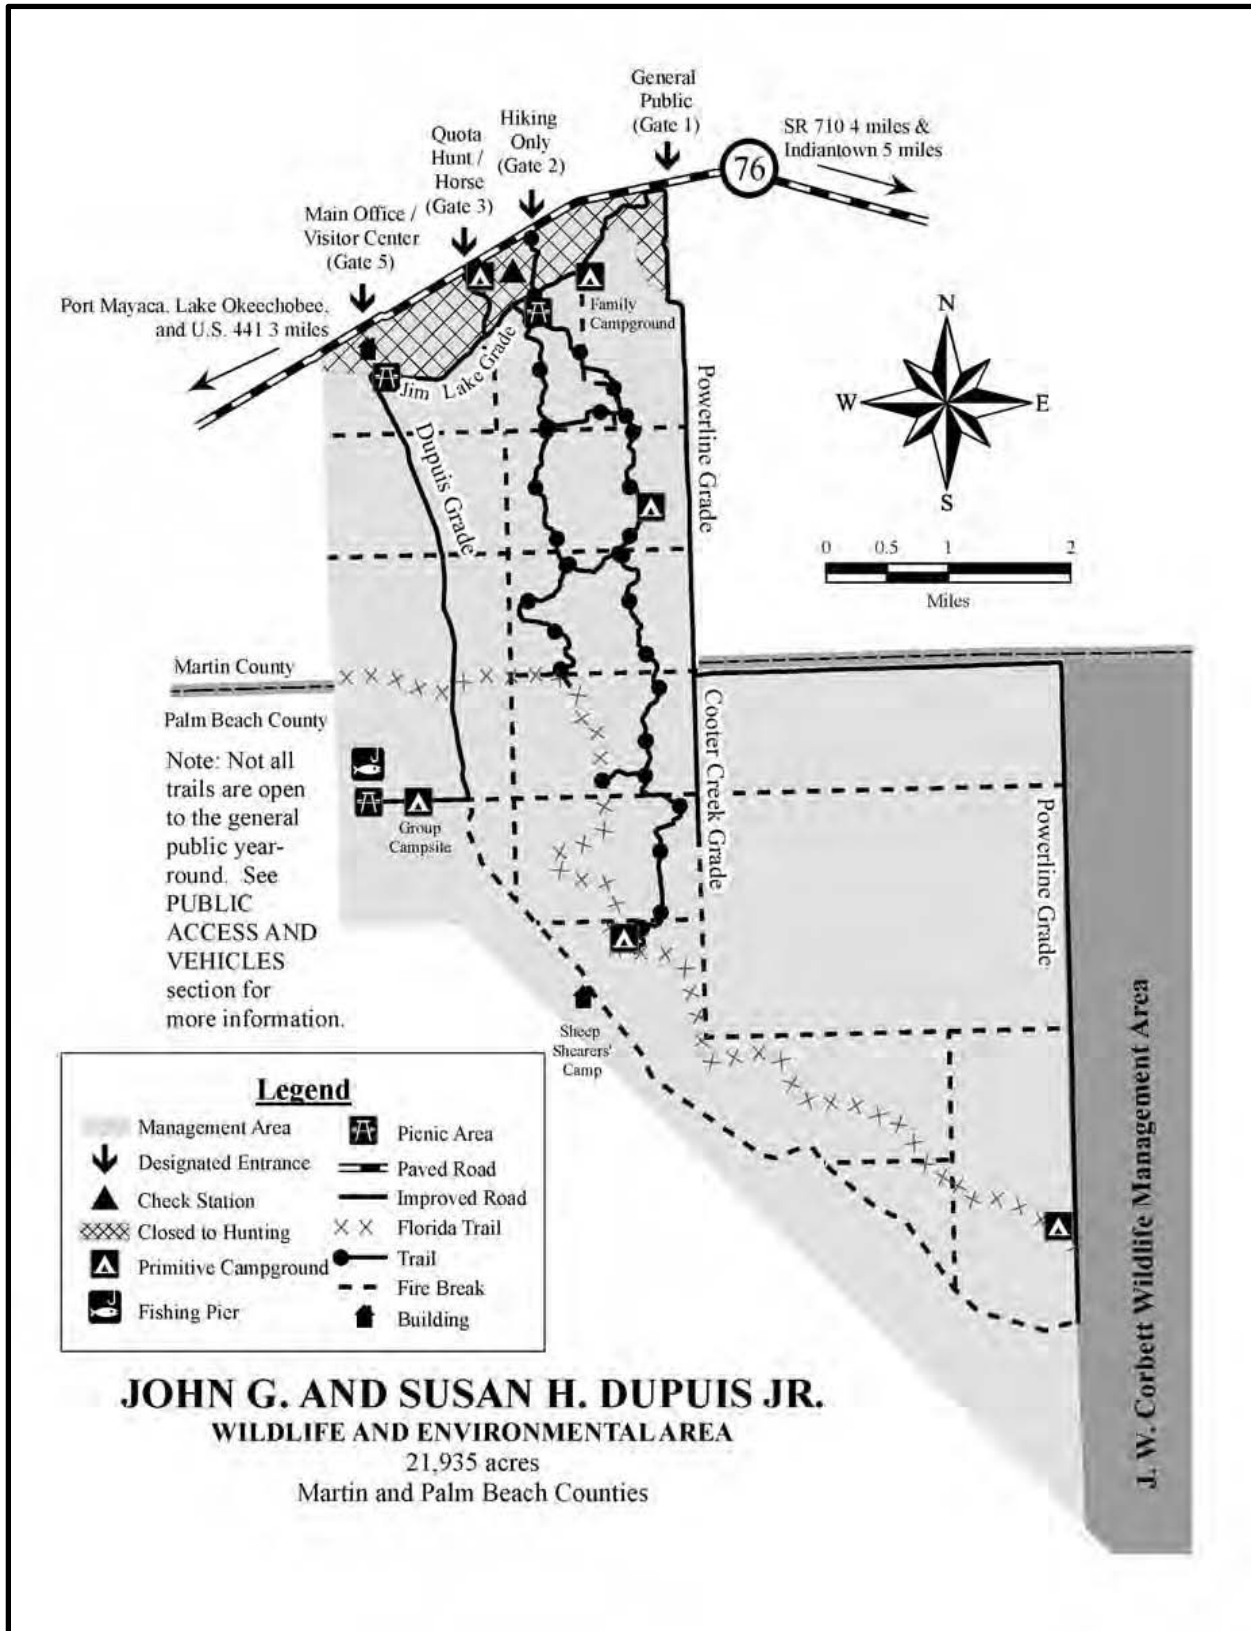 General
Public
(Gate 1)
Hiking
Only
(Gate 2)
Quota
Hunt /
Horse
(Gate 3)
Main Office /
Visitor Center
(Gate 5)
SR 710 4 miles &
Indiantown 5 miles
76
Port Mayaca, Lake Okeechobee,
and U.S. 441 3 miles
Family
Campground
Jim Lake Grade
Dupuis Grade
Powerline Grade
N
W
E
S
0 0.5 1 2
Miles
Martin County
Palm Beach County
Note: Not all
trails are open
to the general
public year-
round. See
PUBLIC
ACCESS AND
VEHICLES
section for
more information.
Group
Campsite
Cooter Creek Grade
Powerline Grade
Sheep
Shearers'
Camp
J. W. Corbett Wildlife Management Area
Legend
Management Area
Designated Entrance
Check Station
Closed to Hunting
Primitive Campground
Fishing Pier
Picnic Area
Paved Road
Improved Road
Florida Trail
Trail
Fire Break
Building
JOHN G. AND SUSAN H. DUPUIS JR.
WILDLIFE AND ENVIRONMENTAL AREA
21,935 acres
Martin and Palm Beach Counties